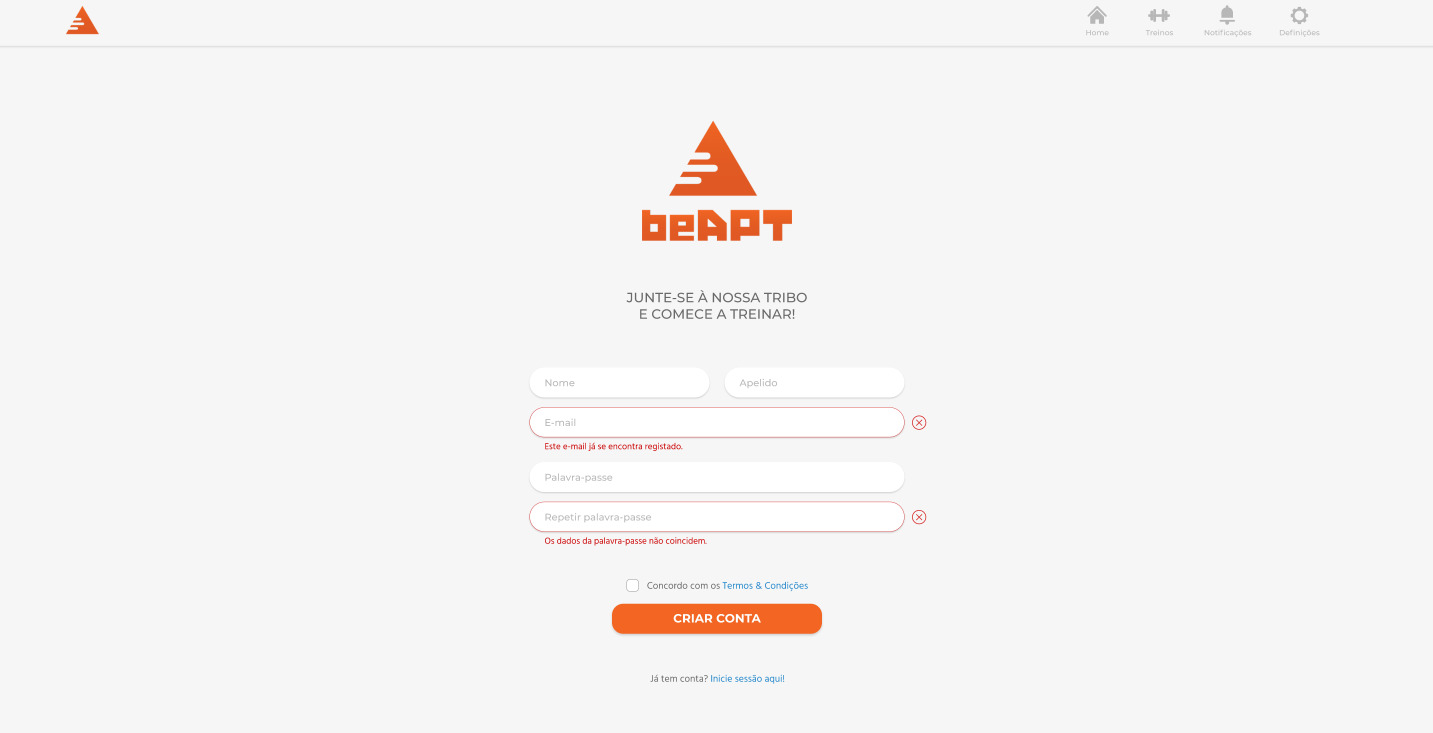 Home
Treinos
Notificações
Definições
beAPT
JUNTE-SE À NOSSA TRIBO
E COMECE A TREINAR!
Nome
Apelido
E-mail
Este e-mail já se encontra registado.
Palavra-passe
Repetir palavra-passe
Os dados da palavra-passe não coincidem.
Concordo com os Termos & Condições
CRIAR CONTA
Já tem conta? Inicie sessão aqui!